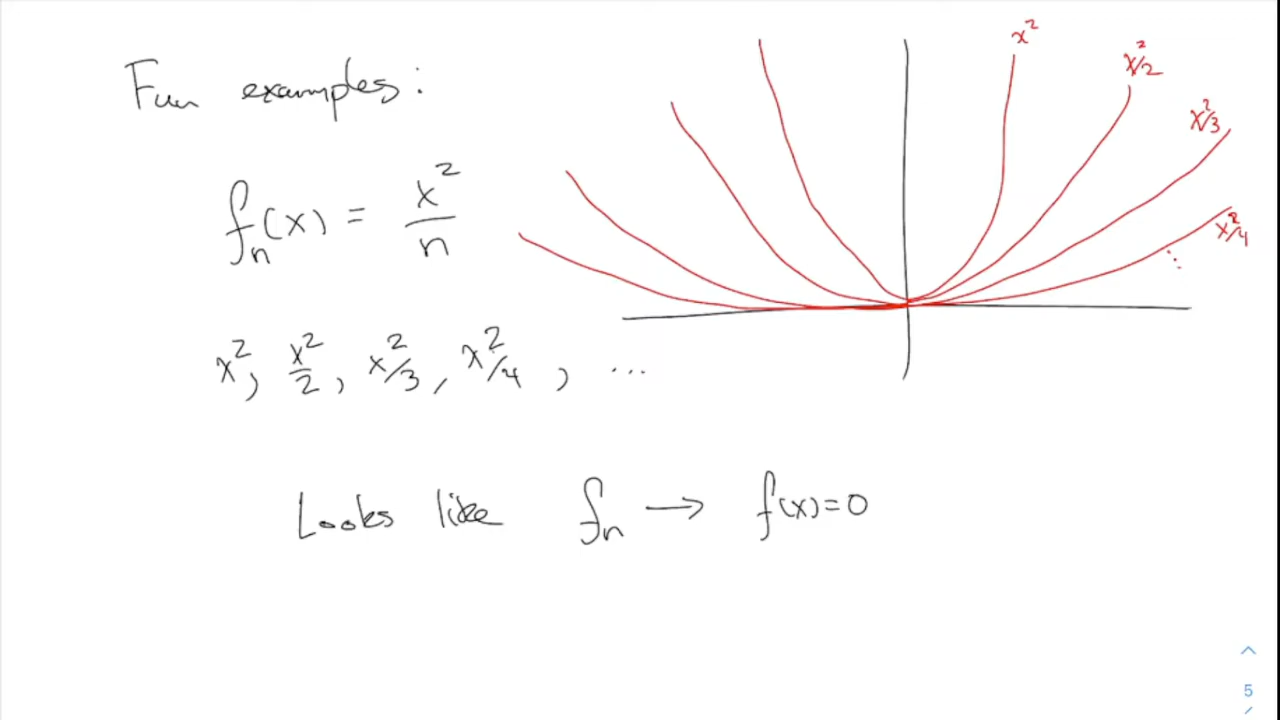 Fun examples:
fₙ(x) = x²/n
x², x²/2, x²/3, x²/4, ...
Looks like fₙ → f(x)=0
x²
x²/2
x²/3
x²/4
5